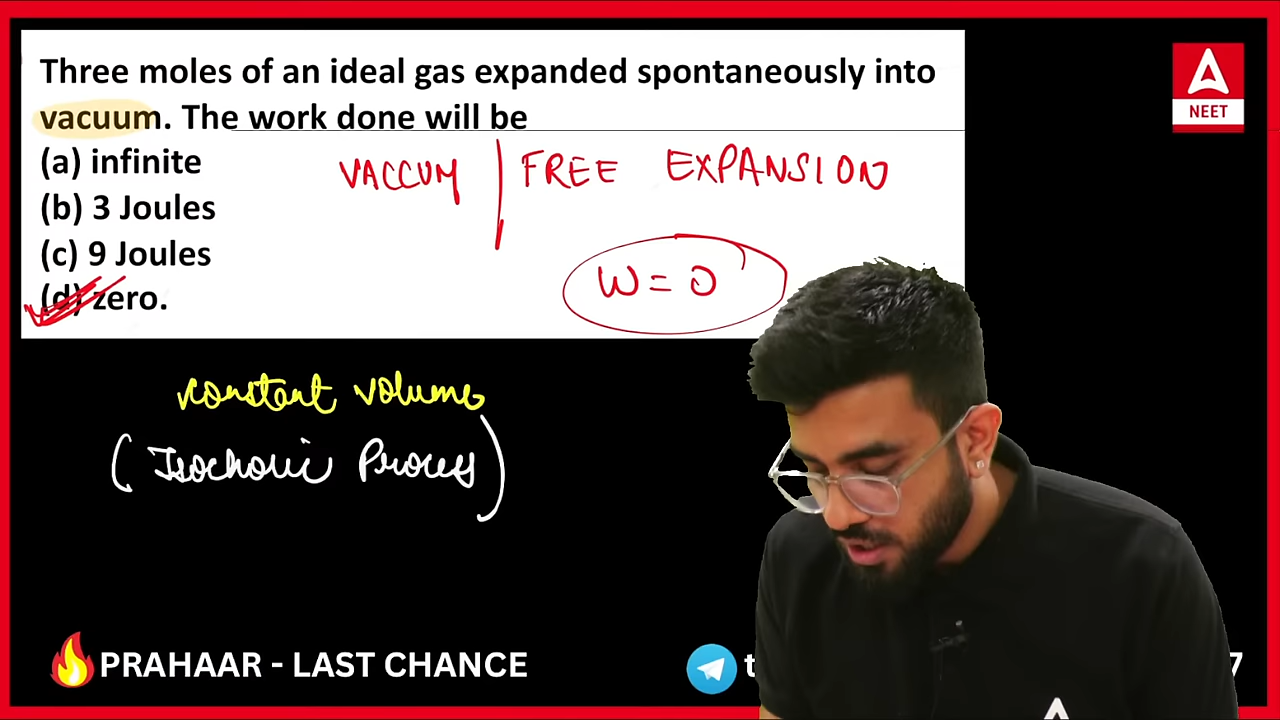 Three moles of an ideal gas expanded spontaneously into
vacuum. The work done will be
(a) infinite
(b) 3 Joules
(c) 9 Joules
(d) zero.
VACCUM | FREE EXPANSION
W = 0
constant volume
(Isochoric Process)
NEET
PRAHAAR - LAST CHANCE
t
7